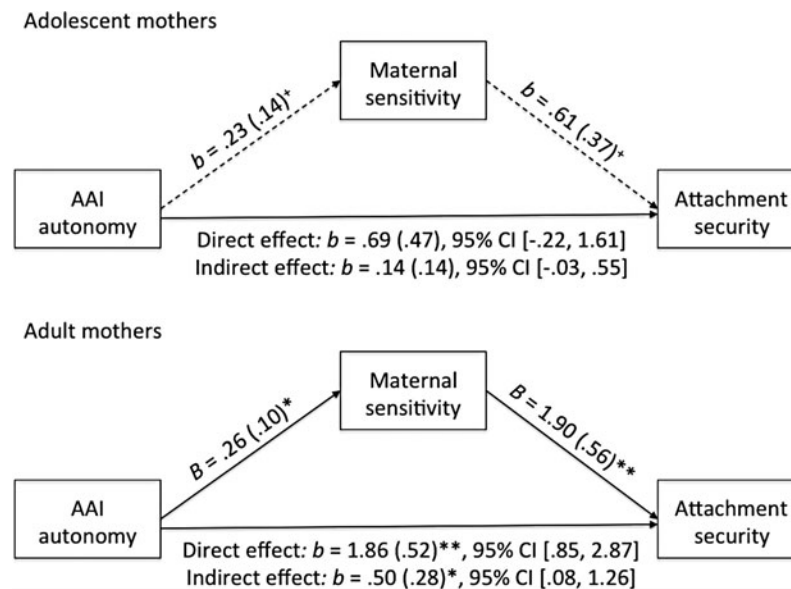 Adolescent mothers
Maternal
sensitivity
b = .23 (.14)⁺
b = .61 (.37)⁺
AAI
autonomy
Attachment
security
Direct effect: b = .69 (.47), 95% CI [-.22, 1.61]
Indirect effect: b = .14 (.14), 95% CI [-.03, .55]
Adult mothers
Maternal
sensitivity
B = .26 (.10)*
B = 1.90 (.56)**
AAI
autonomy
Attachment
security
Direct effect: b = 1.86 (.52)**, 95% CI [.85, 2.87]
Indirect effect: b = .50 (.28)*, 95% CI [.08, 1.26]